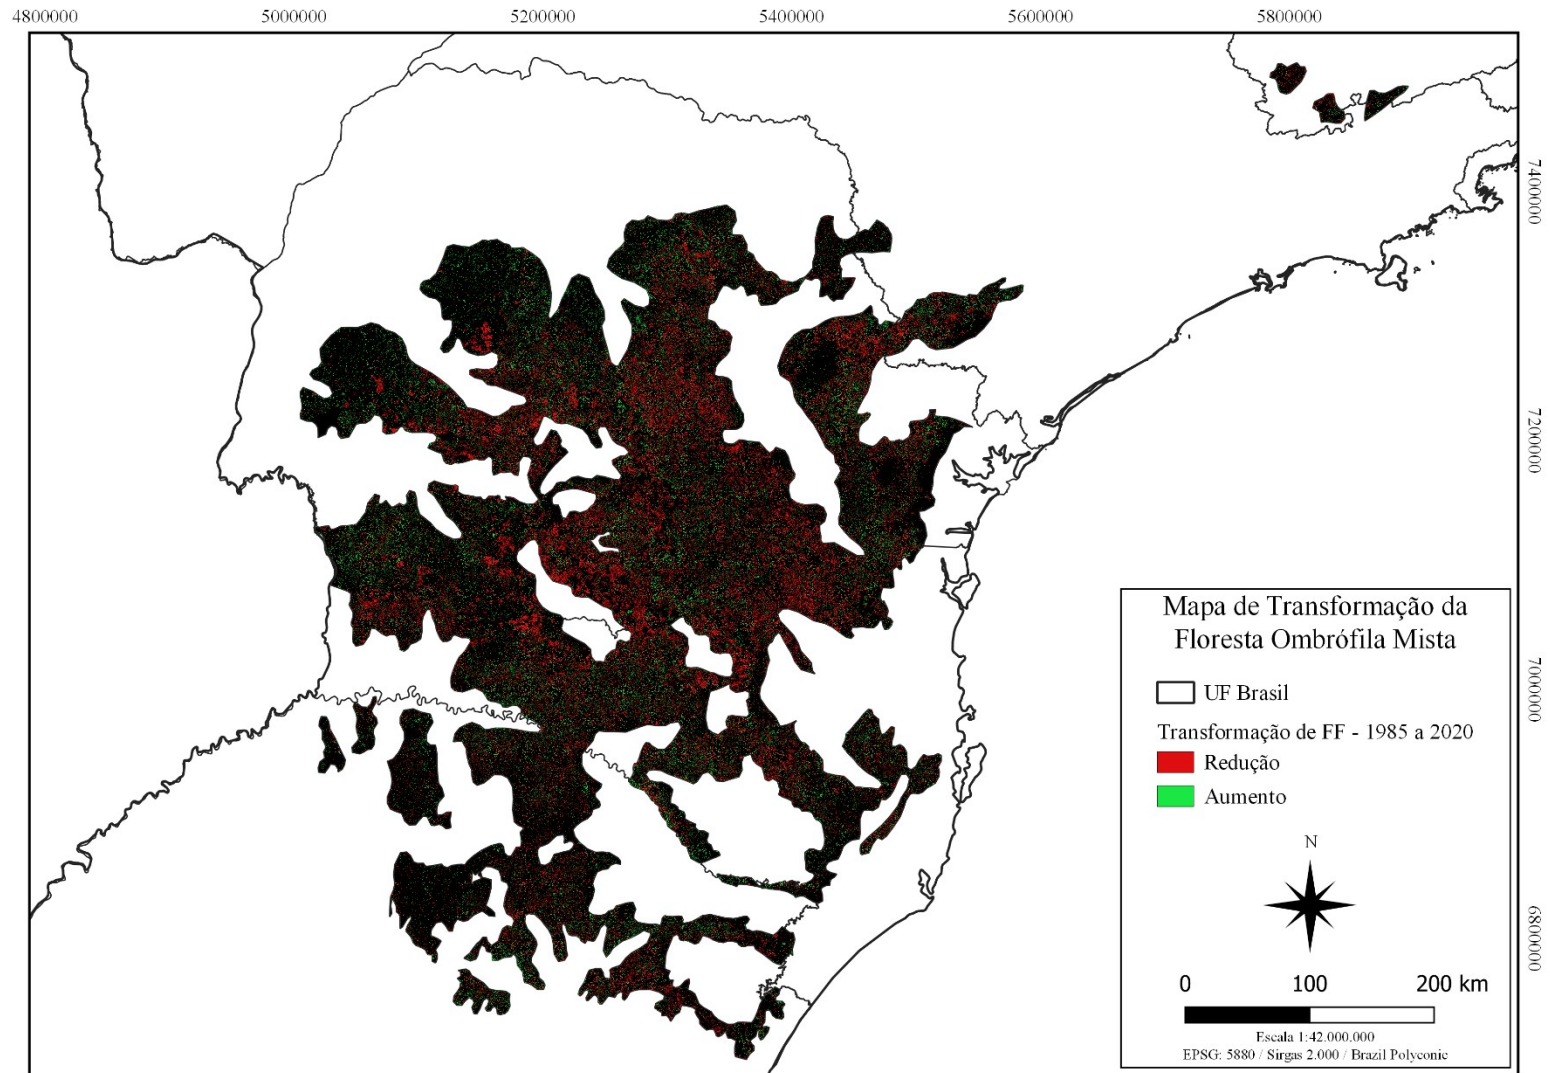 4800000 5000000 5200000 5400000 5600000 5800000
7400000
7200000
7000000
6800000
Mapa de Transformação da
Floresta Ombrófila Mista
UF Brasil
Transformação de FF - 1985 a 2020
Redução
Aumento
N
0 100 200 km
Escala 1:42.000.000
EPSG: 5880 / Sirgas 2.000 / Brazil Polyconic